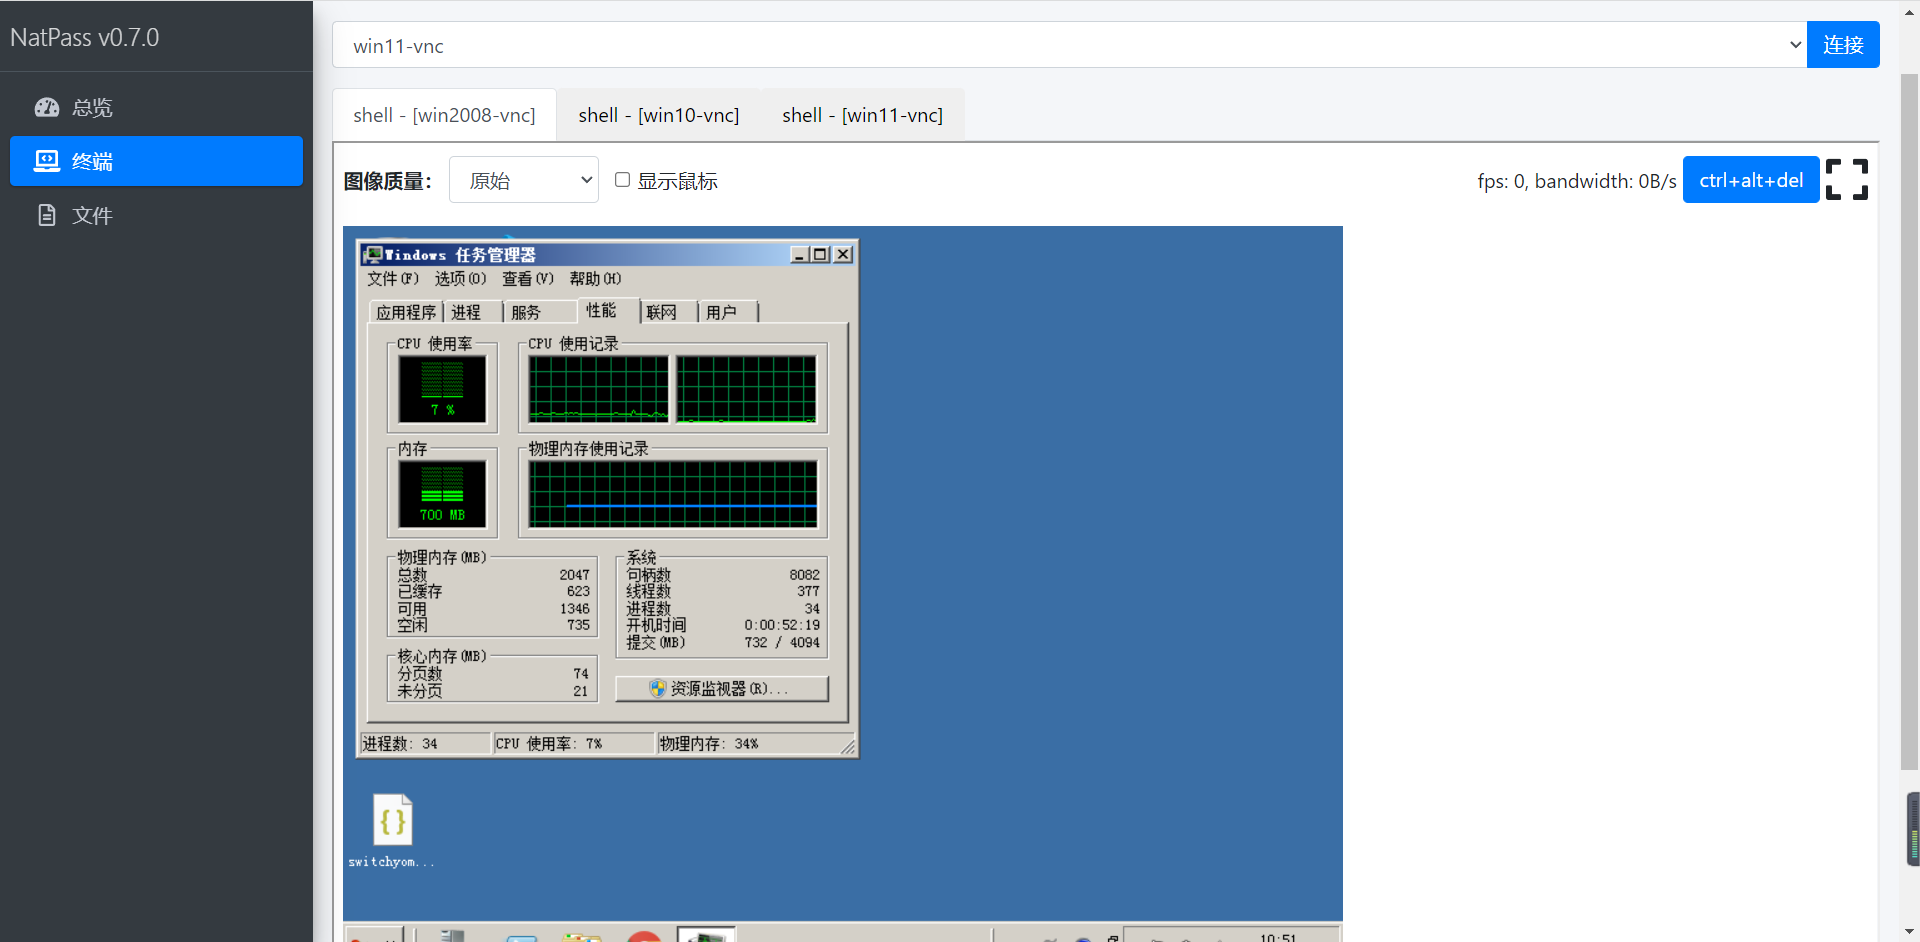 NatPass v0.7.0
总览
终端
文件
win11-vnc
连接
shell - [win2008-vnc]
shell - [win10-vnc]
shell - [win11-vnc]
图像质量：
原始
显示鼠标
fps: 0, bandwidth: 0B/s
ctrl+alt+del
Windows 任务管理器
文件(F) 选项(O) 查看(V) 帮助(H)
应用程序 进程 服务 性能 联网 用户
CPU 使用率
7 %
CPU 使用记录
内存
700 MB
物理内存使用记录
物理内存(MB)
总数 2047
已缓存 623
可用 1346
空闲 735
系统
句柄数 8082
线程数 377
进程数 34
开机时间 0:00:52:19
提交(MB) 732 / 4094
核心内存(MB)
分页数 74
未分页 21
资源监视器(R)...
进程数: 34
CPU 使用率: 7%
物理内存: 34%
switchyom...
10:51